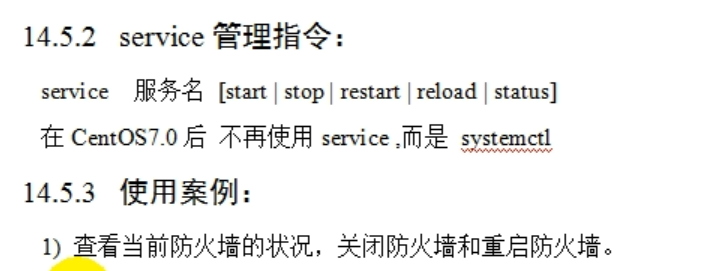 14.5.2 service 管理指令：
service 服务名 [start | stop | restart | reload | status]
在 CentOS7.0 后 不再使用 service ,而是 systemctl
14.5.3 使用案例：
1) 查看当前防火墙的状况，关闭防火墙和重启防火墙。